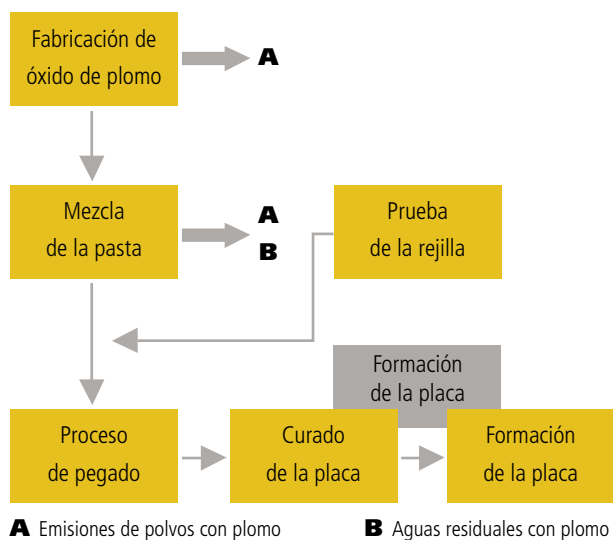 Fabricación de
óxido de plomo
A
Mezcla
de la pasta
A
B
Prueba
de la rejilla
Formación
de la placa
Proceso
de pegado
Curado
de la placa
Formación
de la placa
A Emisiones de polvos con plomo
B Aguas residuales con plomo